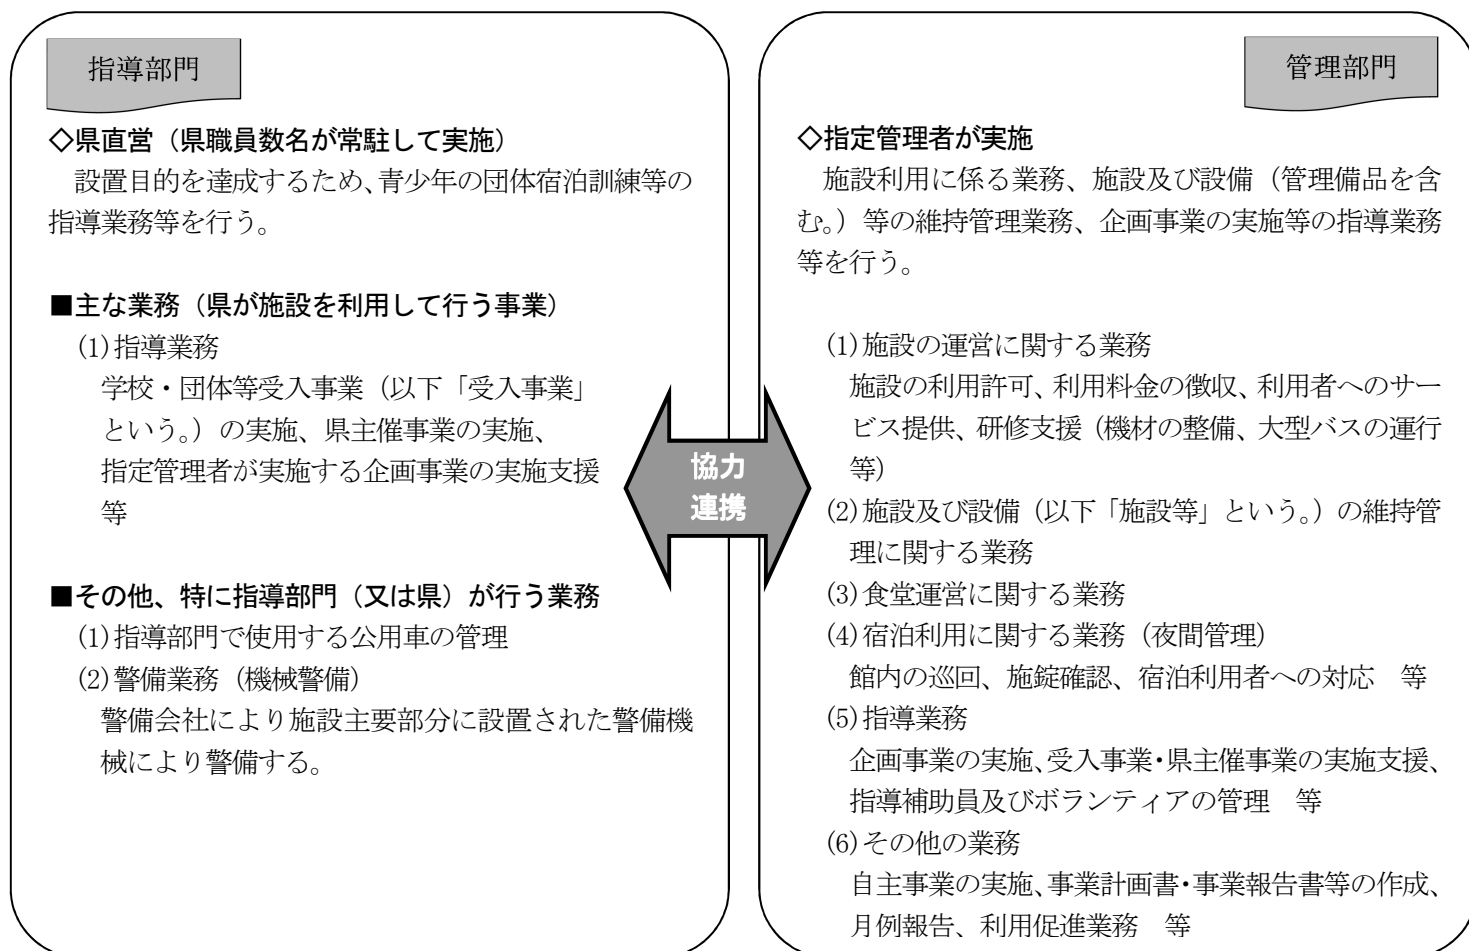 指導部門
◇県直営（県職員数名が常駐して実施）
設置目的を達成するため、青少年の団体宿泊訓練等の
指導業務等を行う。
■主な業務（県が施設を利用して行う事業）
(1)指導業務
学校・団体等受入事業（以下「受入事業」
という。）の実施、県主催事業の実施、
指定管理者が実施する企画事業の実施支援
等
■その他、特に指導部門（又は県）が行う業務
(1)指導部門で使用する公用車の管理
(2)警備業務（機械警備）
警備会社により施設主要部分に設置された警備機
械により警備する。
協力
連携
管理部門
◇指定管理者が実施
施設利用に係る業務、施設及び設備（管理備品を含
む。）等の維持管理業務、企画事業の実施等の指導業務
等を行う。
(1)施設の運営に関する業務
施設の利用許可、利用料金の徴収、利用者へのサー
ビス提供、研修支援（機材の整備、大型バスの運行
等）
(2)施設及び設備（以下「施設等」という。）の維持管
理に関する業務
(3)食堂運営に関する業務
(4)宿泊利用に関する業務（夜間管理）
館内の巡回、施錠確認、宿泊利用者への対応　等
(5)指導業務
企画事業の実施、受入事業・県主催事業の実施支援、
指導補助員及びボランティアの管理　等
(6)その他の業務
自主事業の実施、事業計画書・事業報告書等の作成、
月例報告、利用促進業務　等